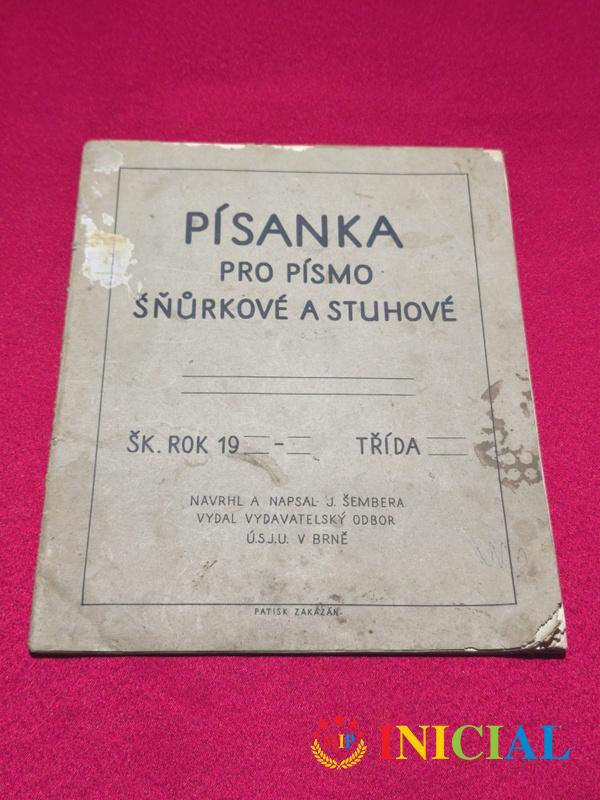 PÍSANKA
PRO PÍSMO
ŠŇŮRKOVÉ A STUHOVÉ
ŠK. ROK 19 - TŘÍDA
NAVRHL A NAPSAL J. ŠEMBERA
VYDAL VYDAVATELSKÝ ODBOR
Ú.S.J.U. V BRNĚ
PATISK ZAKÁZÁN
VIP INICIAL